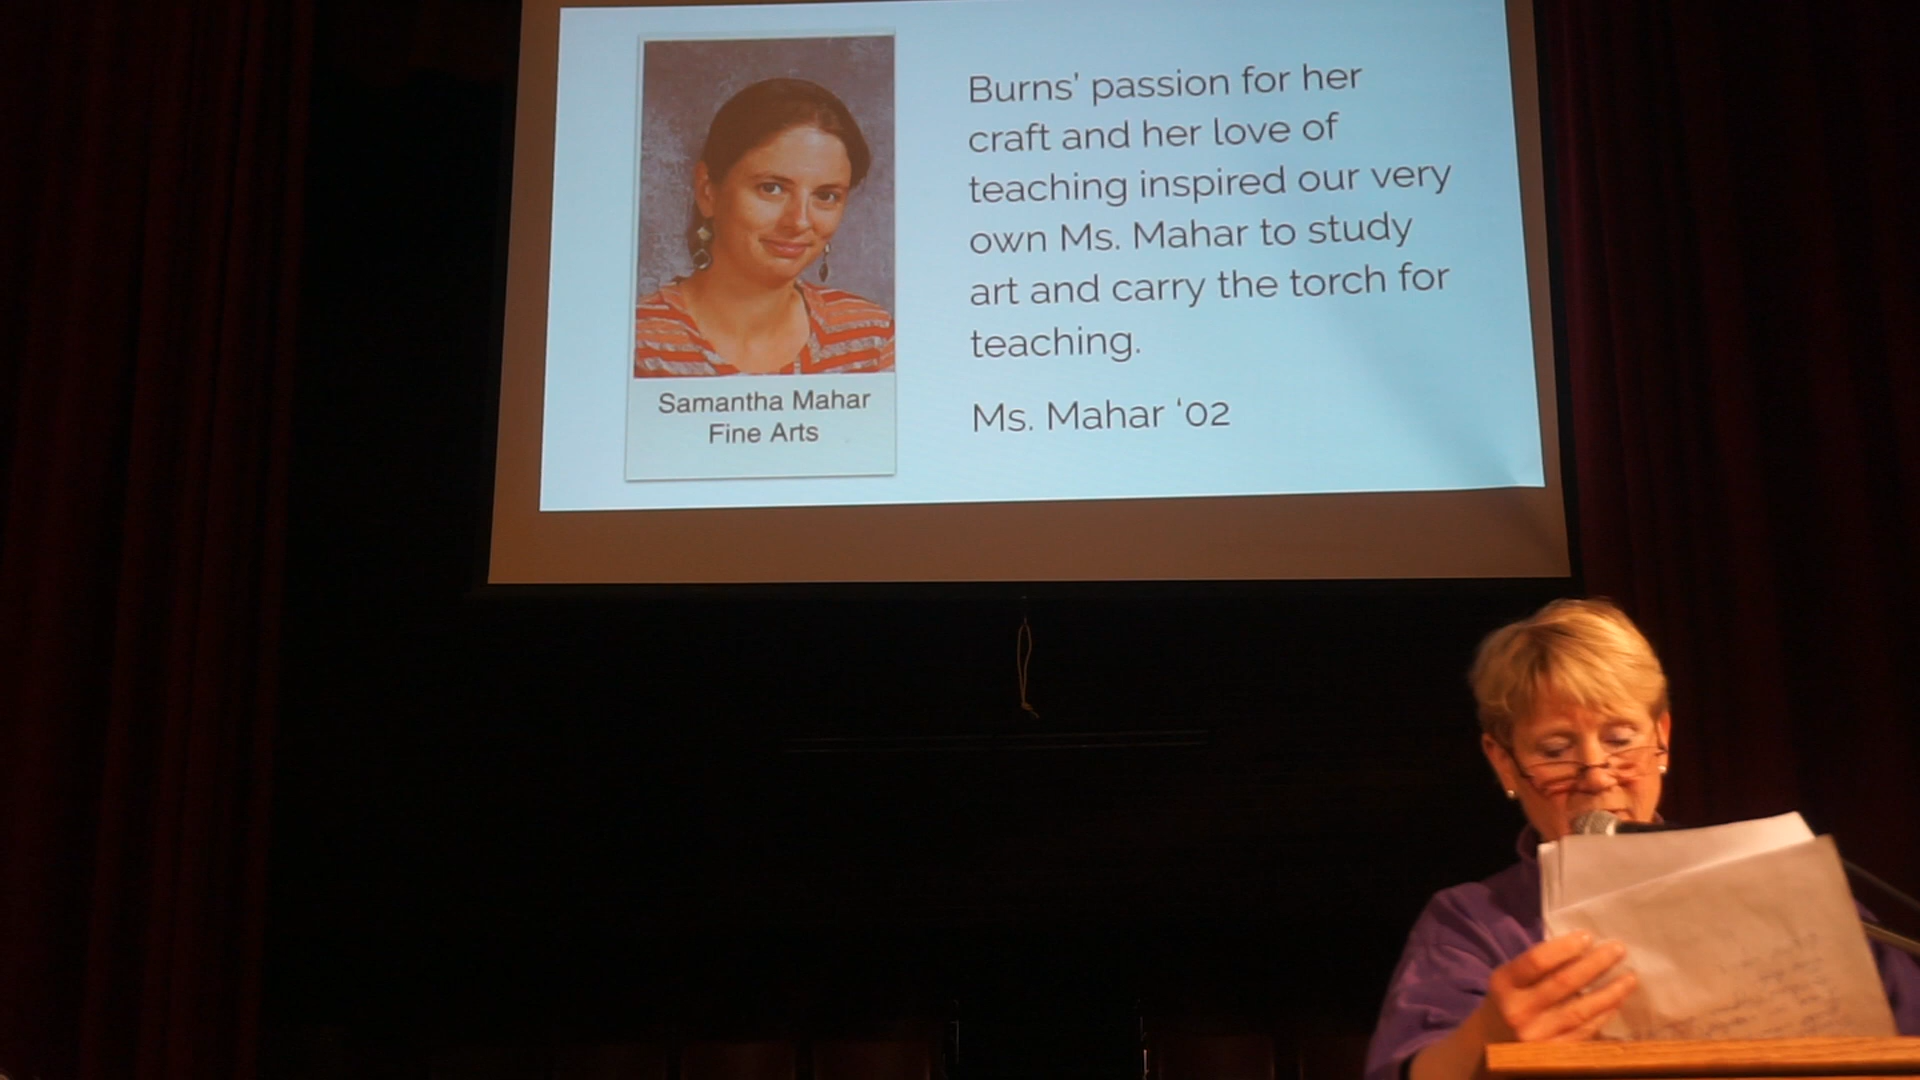 Burns' passion for her
craft and her love of
teaching inspired our very
own Ms. Mahar to study
art and carry the torch for
teaching.
Ms. Mahar '02
Samantha Mahar
Fine Arts